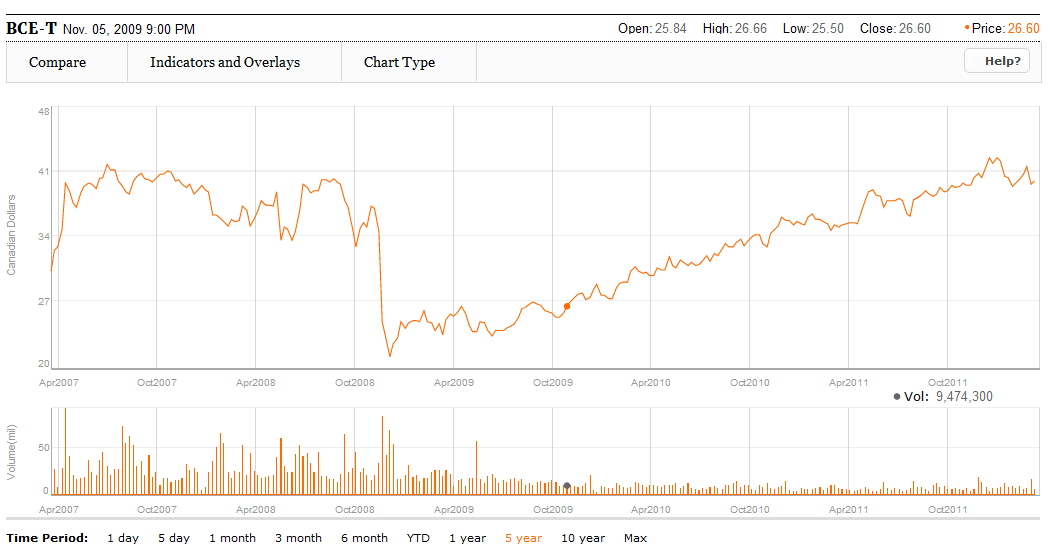 BCE-T Nov. 05, 2009 9:00 PM Open: 25.84 High: 26.66 Low: 25.50 Close: 26.60 Price: 26.60
Compare Indicators and Overlays Chart Type Help?
48
41
34
27
20
Canadian Dollars
Apr2007 Oct2007 Apr2008 Oct2008 Apr2009 Oct2009 Apr2010 Oct2010 Apr2011 Oct2011
Vol: 9,474,300
50
0
Volume(mil)
Apr2007 Oct2007 Apr2008 Oct2008 Apr2009 Oct2009 Apr2010 Oct2010 Apr2011 Oct2011
Time Period: 1 day 5 day 1 month 3 month 6 month YTD 1 year 5 year 10 year Max